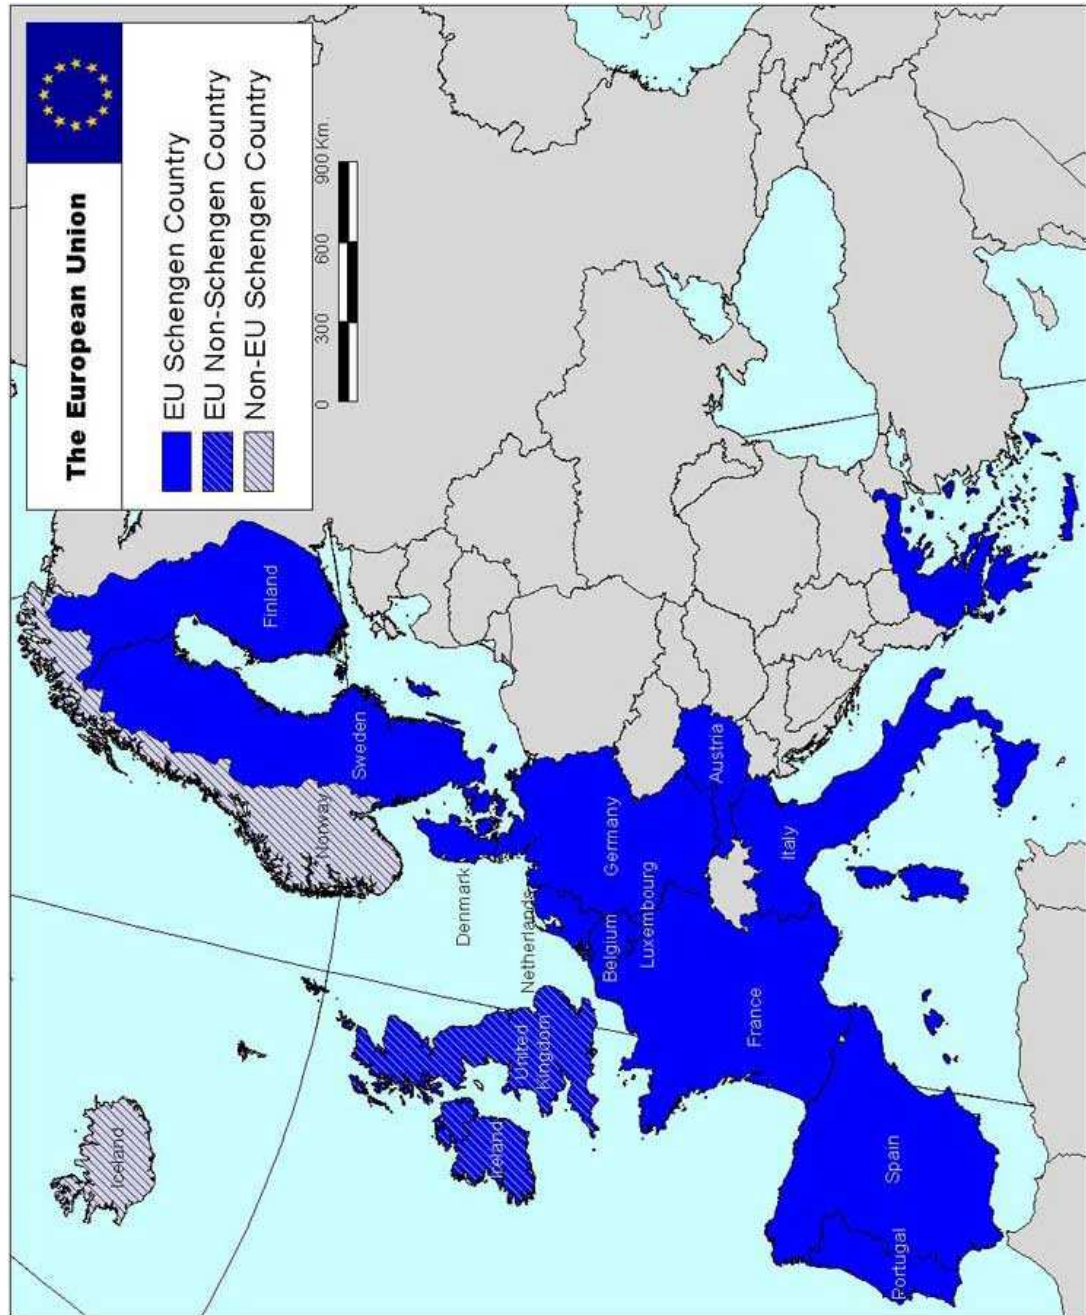 The European Union
EU Schengen Country
EU Non-Schengen Country
Non-EU Schengen Country
0 300 600 900 Km.
Iceland
Finland
Norway
Sweden
Denmark
Ireland
United
Kingdom
Netherlands
Belgium
Germany
Luxembourg
Austria
France
Italy
Spain
Portugal